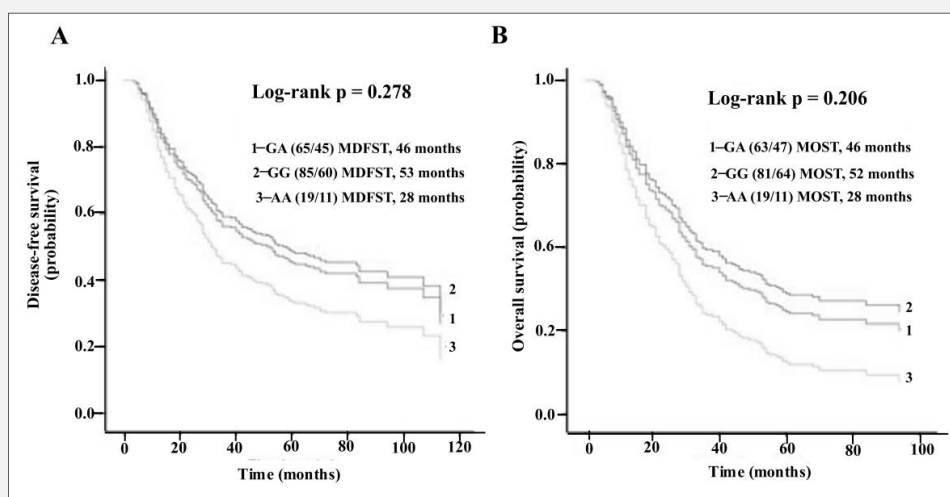 A
Disease-free survival
(probability)
1.0
0.8
0.6
0.4
0.2
0.0
Log-rank p = 0.278
1–GA (65/45) MDFST, 46 months
2–GG (85/60) MDFST, 53 months
3–AA (19/11) MDFST, 28 months
2
1
3
0
20
40
60
80
100
120
Time (months)
B
Overall survival (probability)
1.0
0.8
0.6
0.2
0.0
Log-rank p = 0.206
1–GA (63/47) MOST, 46 months
2–GG (81/64) MOST, 52 months
3–AA (19/11) MOST, 28 months
2
1
3
0
20
40
60
80
100
Time (months)